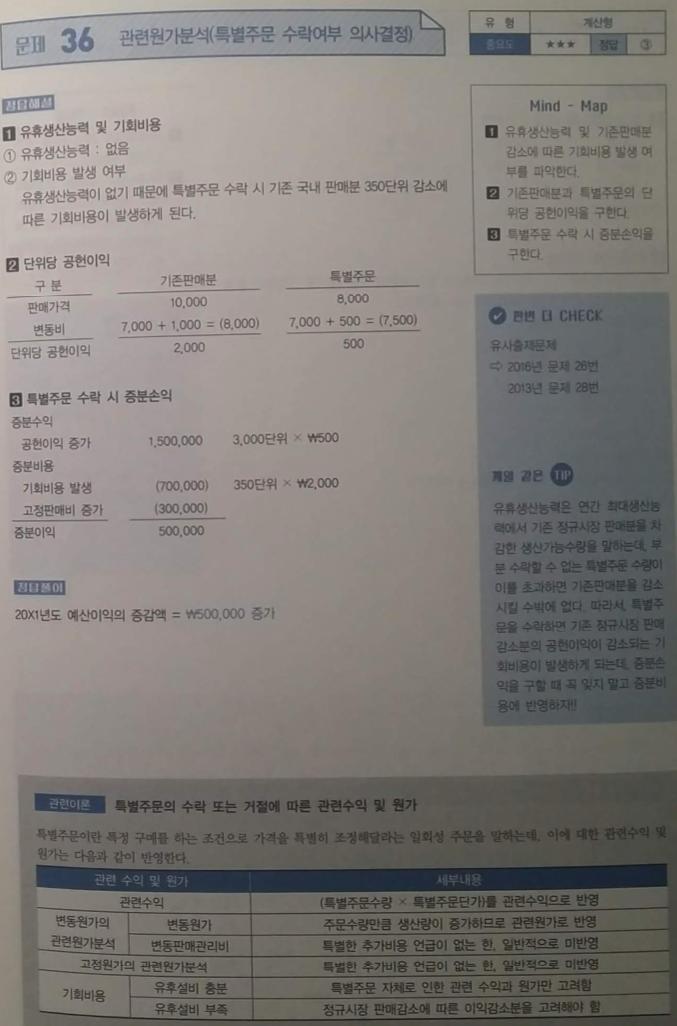 문제 36 관련원가분석(특별주문 수락여부 의사결정)
유 형 계산형
중요도 ★★★ 정답 ③
정답해설
1 유휴생산능력 및 기회비용
① 유휴생산능력 : 없음
② 기회비용 발생 여부
유휴생산능력이 없기 때문에 특별주문 수락 시 기존 국내 판매분 350단위 감소에
따른 기회비용이 발생하게 된다.
2 단위당 공헌이익
구 분 기존판매분 특별주문
판매가격 10,000 8,000
변동비 7,000 + 1,000 = (8,000) 7,000 + 500 = (7,500)
단위당 공헌이익 2,000 500
3 특별주문 수락 시 증분손익
증분수익
공헌이익 증가 1,500,000 3,000단위 × ₩500
증분비용
기회비용 발생 (700,000) 350단위 × ₩2,000
고정판매비 증가 (300,000)
증분이익 500,000
정답풀이
20X1년도 예산이익의 증감액 = ₩500,000 증가
Mind - Map
1 유휴생산능력 및 기존판매분
감소에 따른 기회비용 발생 여
부를 파악한다.
2 기존판매분과 특별주문의 단
위당 공헌이익을 구한다.
3 특별주문 수락 시 증분손익을
구한다.
한번 더 CHECK
유사출제문제
⇨ 2016년 문제 26번
2013년 문제 28번
께알 같은 TIP
유휴생산능력은 연간 최대생산능
력에서 기존 정규시장 판매분을 차
감한 생산가능수량을 말하는데, 부
분 수락할 수 없는 특별주문 수량이
이를 초과하면 기존판매분을 감소
시킬 수밖에 없다. 따라서, 특별주
문을 수락하면 기존 정규시장 판매
감소분의 공헌이익이 감소되는 기
회비용이 발생하게 되는데, 증분손
익을 구할 때 꼭 잊지 말고 증분비
용에 반영하자!!
관련이론 특별주문의 수락 또는 거절에 따른 관련수익 및 원가
특별주문이란 특정 구매를 하는 조건으로 가격을 특별히 조정해달라는 일회성 주문을 말하는데, 이에 대한 관련수익 및
원가는 다음과 같이 반영한다.
관련 수익 및 원가 세부내용
관련수익 (특별주문수량 × 특별주문단가)를 관련수익으로 반영
변동원가의 관련원가분석 변동원가 주문수량만큼 생산량이 증가하므로 관련원가로 반영
변동판매관리비 특별한 추가비용 언급이 없는 한, 일반적으로 미반영
고정원가의 관련원가분석 특별한 추가비용 언급이 없는 한, 일반적으로 미반영
기회비용 유휴설비 충분 특별주문 자체로 인한 관련 수익과 원가만 고려함
유휴설비 부족 정규시장 판매감소에 따른 이익감소분을 고려해야 함